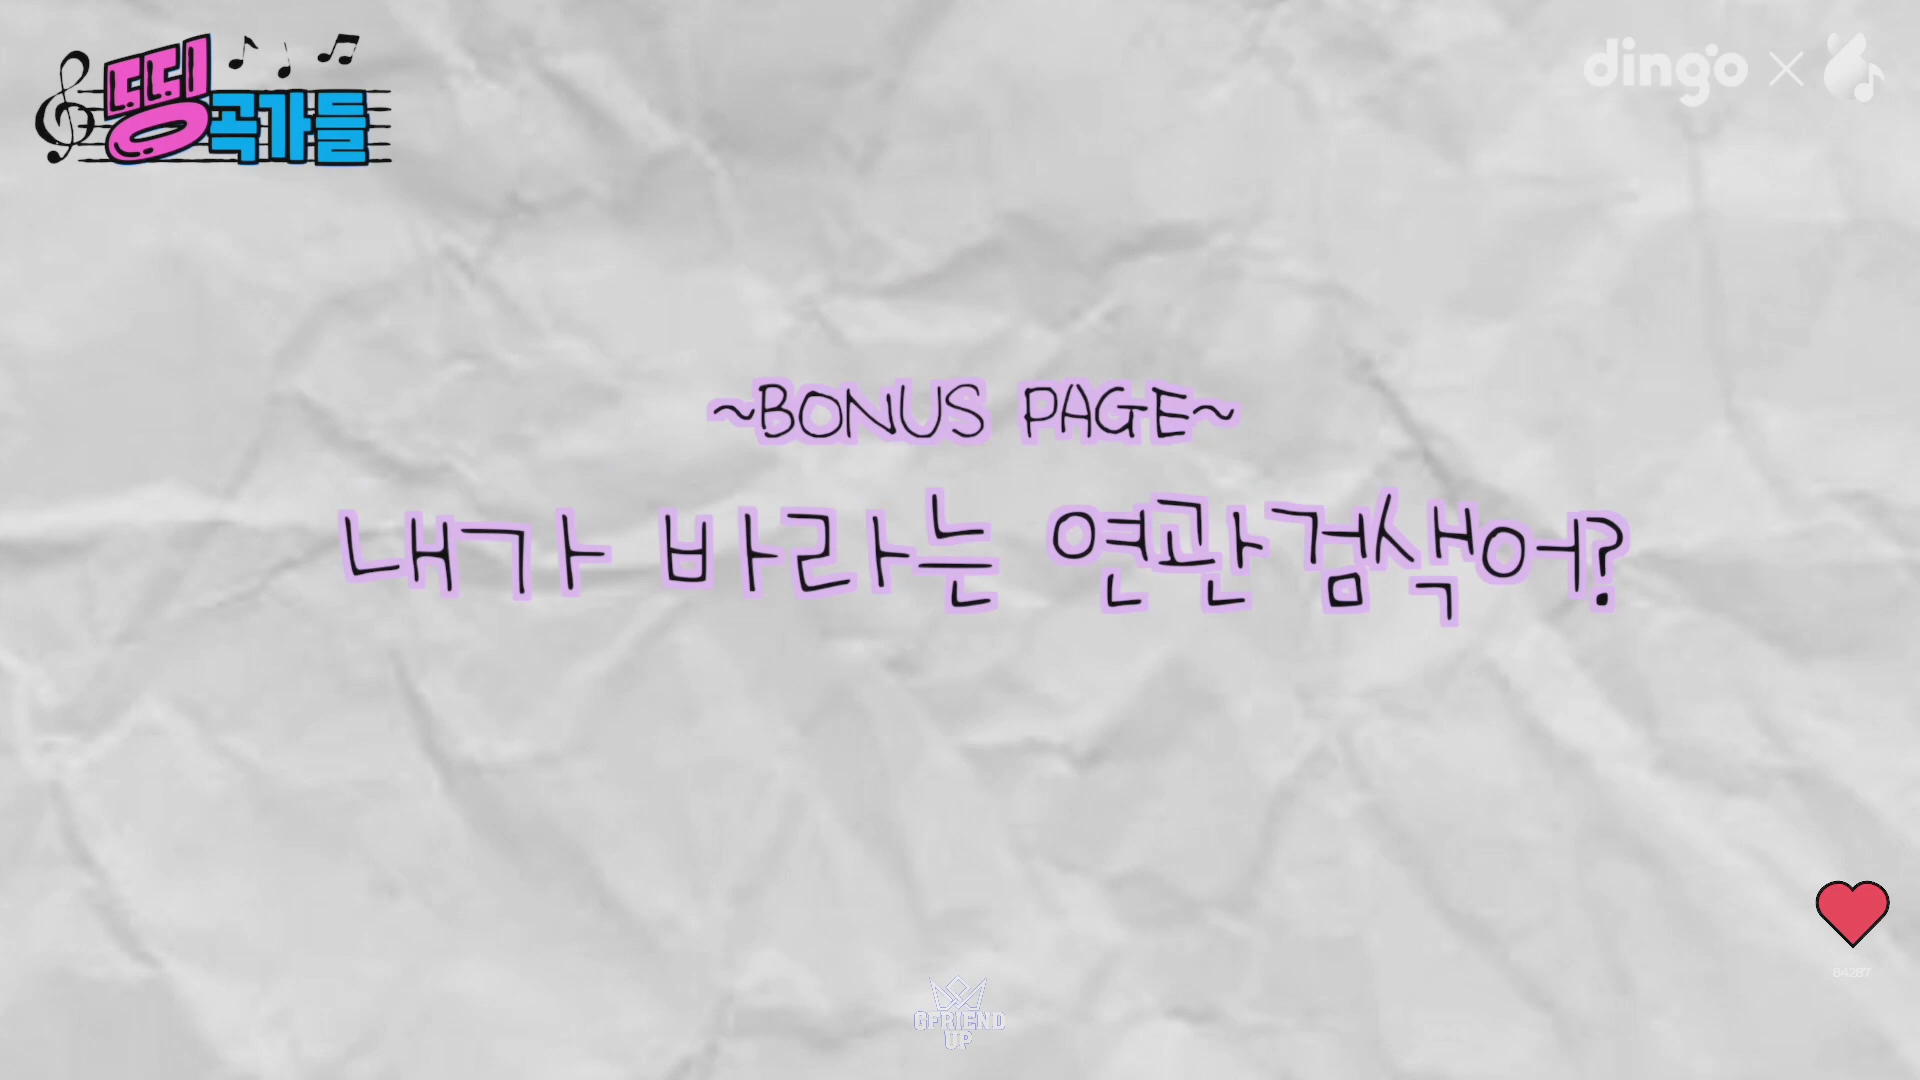 띵곡가들
dingo ×
~BONUS PAGE~
내가 바라는 연관검색어?
84287
GFRIEND
UP